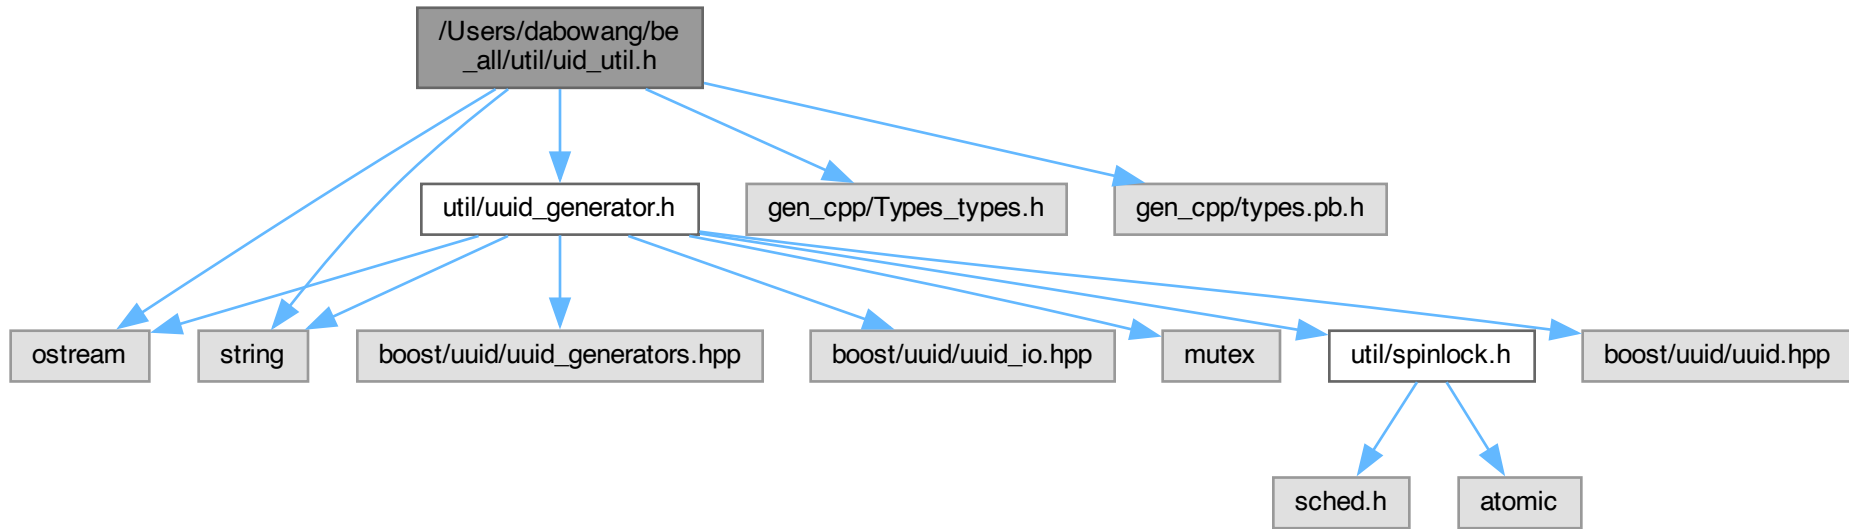 /Users/dabowang/be
_all/util/uid_util.h
util/uuid_generator.h
gen_cpp/Types_types.h
gen_cpp/types.pb.h
ostream
string
boost/uuid/uuid_generators.hpp
boost/uuid/uuid_io.hpp
mutex
util/spinlock.h
boost/uuid/uuid.hpp
sched.h
atomic